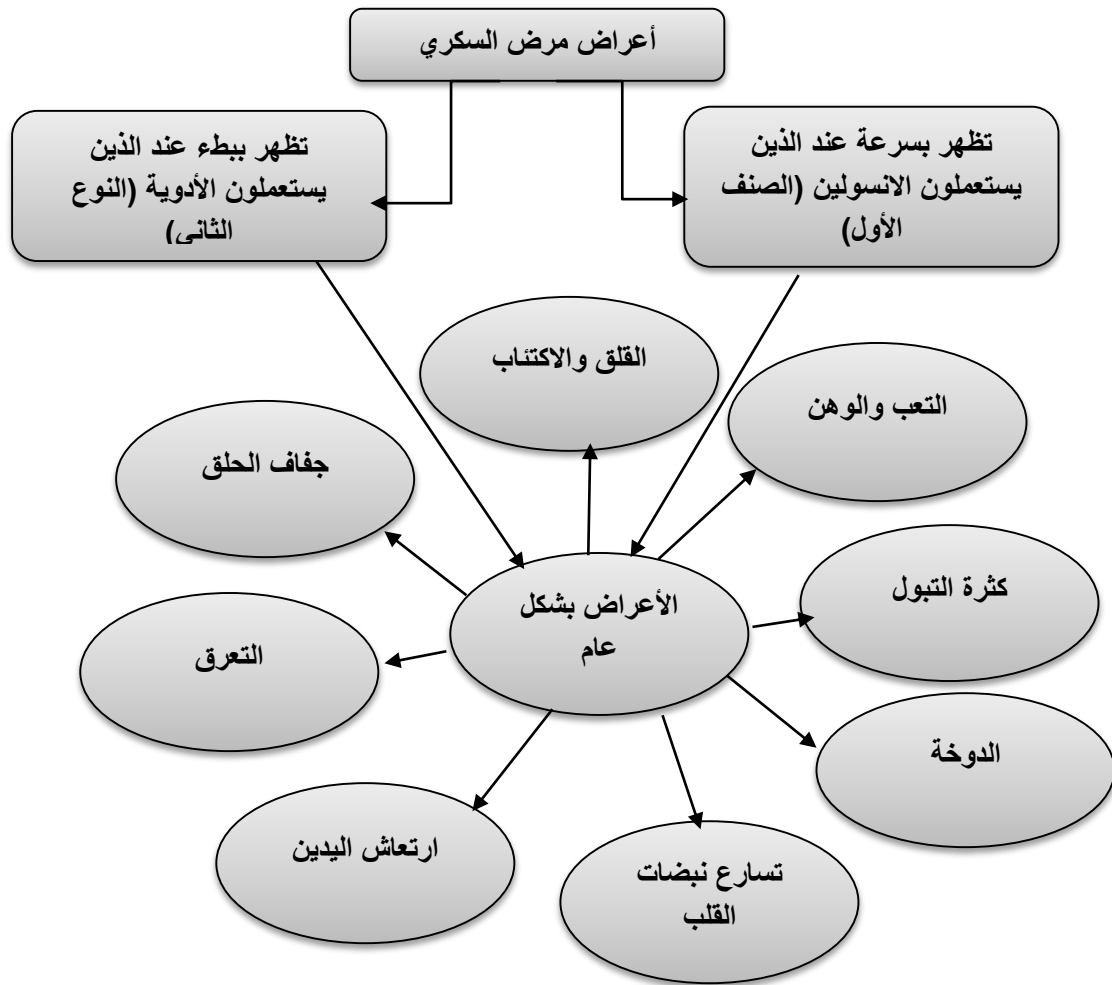 أعراض مرض السكري
تظهر بسرعة عند الذين
يستعملون الانسولين (الصنف
الأول)
تظهر ببطء عند الذين
يستعملون الأدوية (النوع
الثاني)
القلق والاكتئاب
التعب والوهن
جفاف الحلق
كثرة التبول
الأعراض بشكل
عام
التعرق
الدوخة
ارتعاش اليدين
تسارع نبضات
القلب